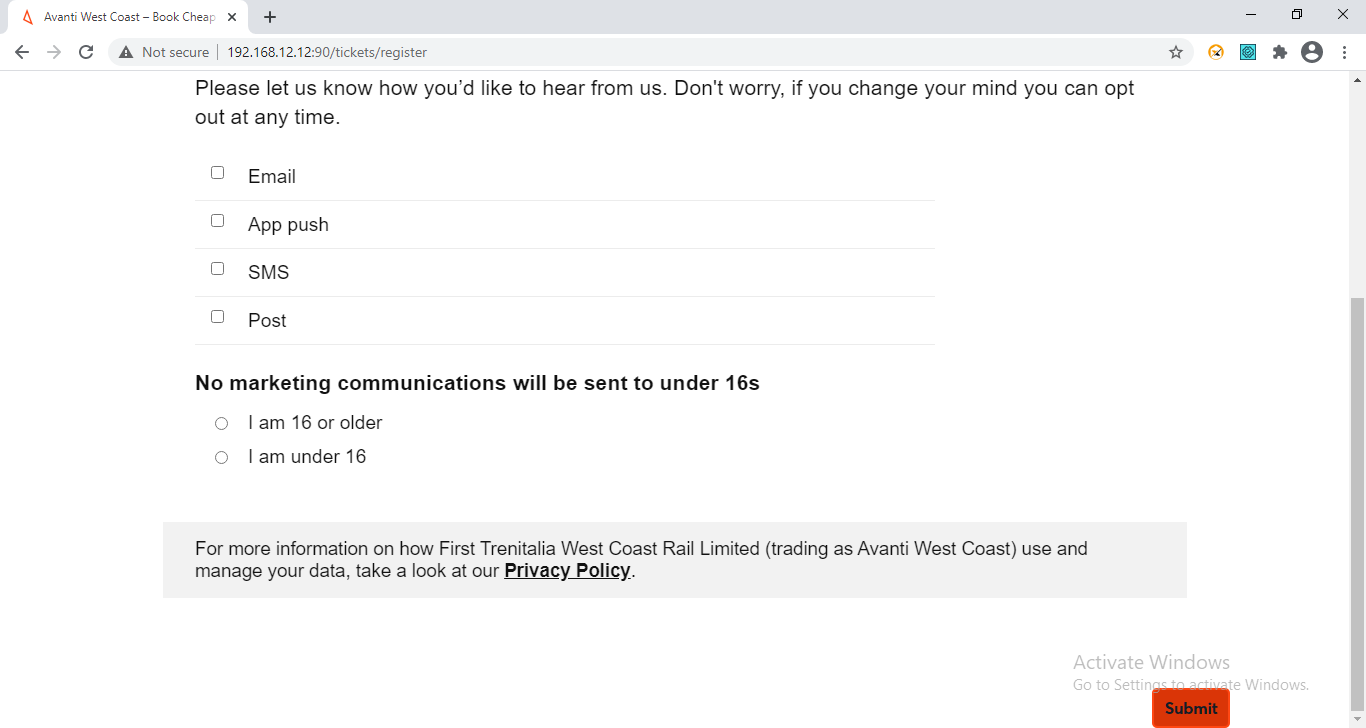 Avanti West Coast – Book Cheap
Not secure
192.168.12.12:90/tickets/register
Please let us know how you’d like to hear from us. Don't worry, if you change your mind you can opt
out at any time.
Email
App push
SMS
Post
No marketing communications will be sent to under 16s
I am 16 or older
I am under 16
For more information on how First Trenitalia West Coast Rail Limited (trading as Avanti West Coast) use and
manage your data, take a look at our Privacy Policy.
Activate Windows
Go to Settings to activate Windows.
Submit